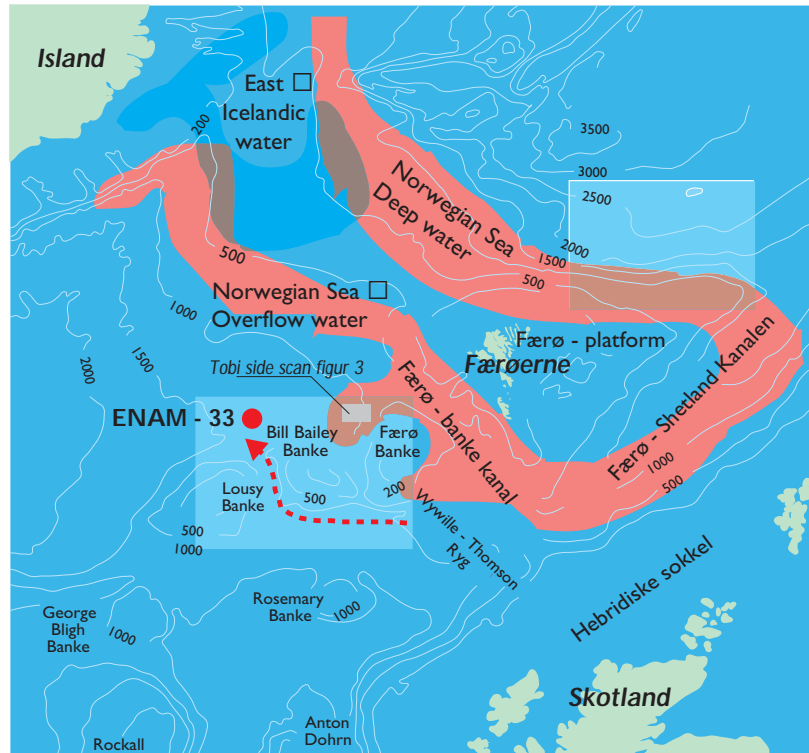 Island
East □
Icelandic
water
200
3500
3000
2500
Norwegian Sea
Deep water
2000
1500
500
500
1000
Norwegian Sea □
Overflow water
1500
2000
Færø - platform
Færøerne
Tobi side scan figur 3
Færø - banke kanal
Færø - Shetland Kanalen
ENAM - 33
Bill Bailey
Banke
Færø
Banke
200
500
Lousy
Banke
1000
500
500
1000
Wywille - Thomson
Ryg
Hebridiske sokkel
Rosemary
Banke
1000
George
Bligh
Banke
1000
Skotland
Rockall
Anton
Dohrn